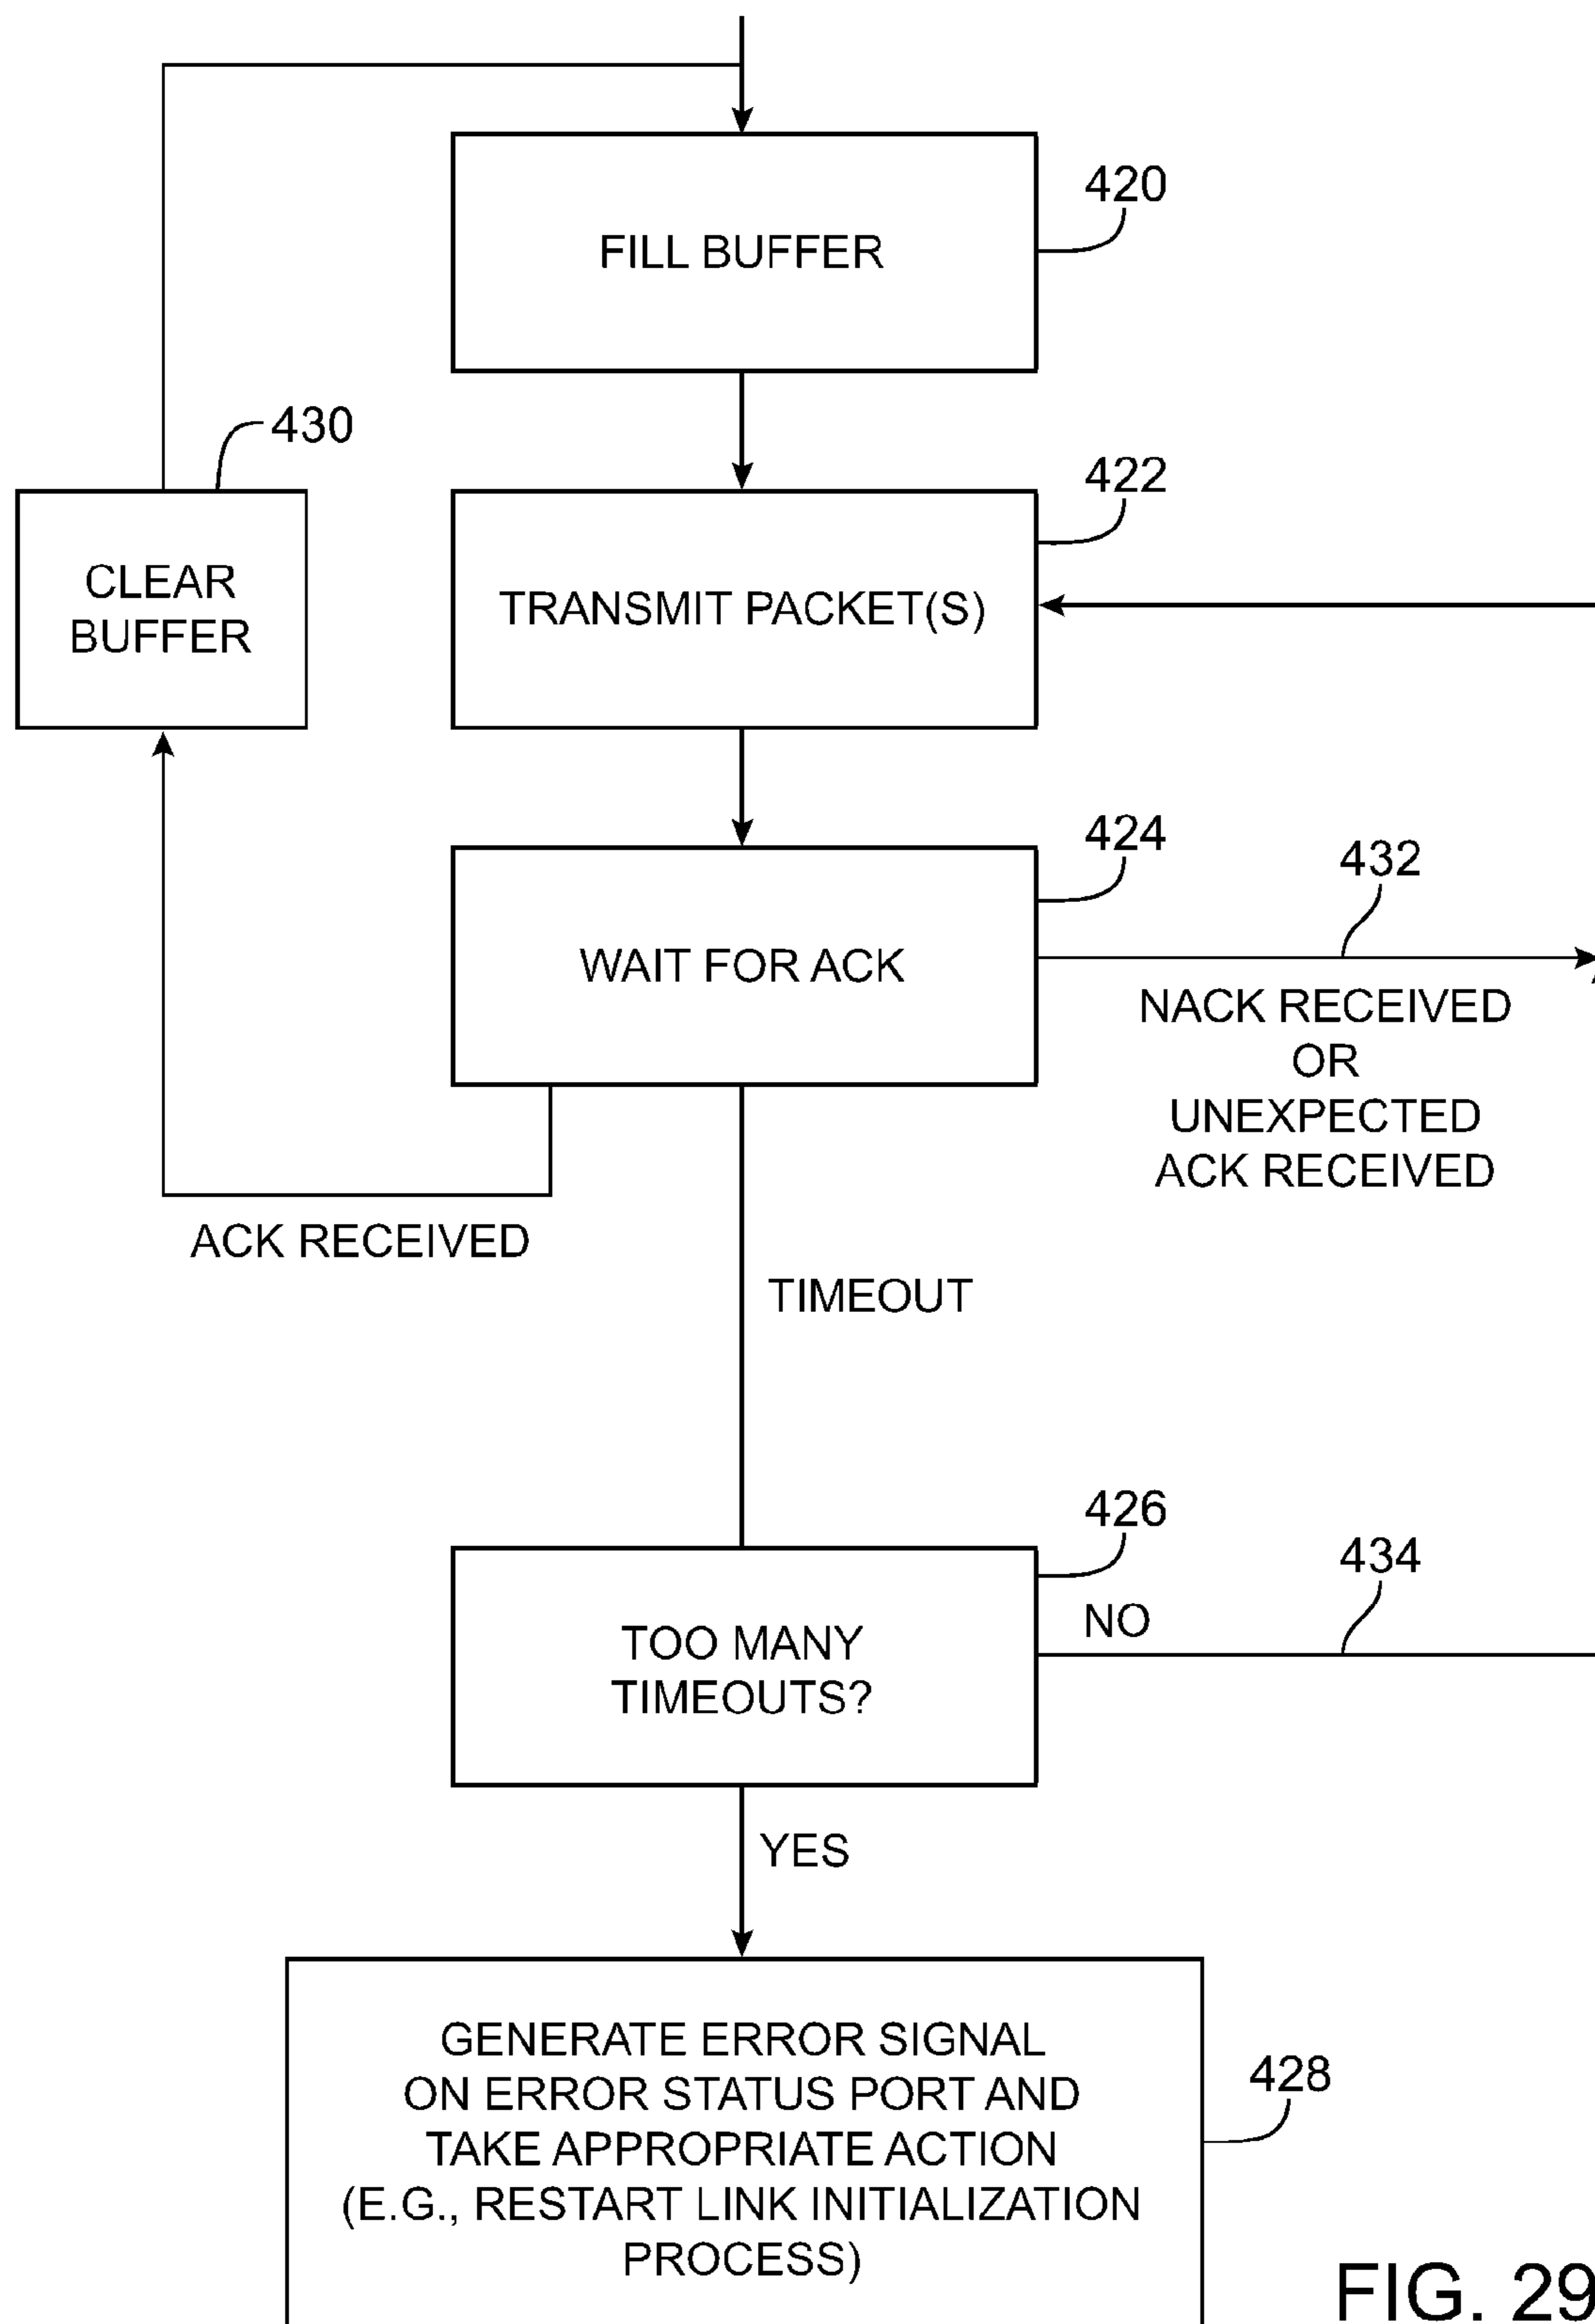 420
FILL BUFFER
430
422
CLEAR
BUFFER
TRANSMIT PACKET(S)
424
432
WAIT FOR ACK
NACK RECEIVED
OR
UNEXPECTED
ACK RECEIVED
ACK RECEIVED
TIMEOUT
426
434
NO
TOO MANY
TIMEOUTS?
YES
GENERATE ERROR SIGNAL
ON ERROR STATUS PORT AND
TAKE APPROPRIATE ACTION
(E.G., RESTART LINK INITIALIZATION
PROCESS)
428
FIG. 29